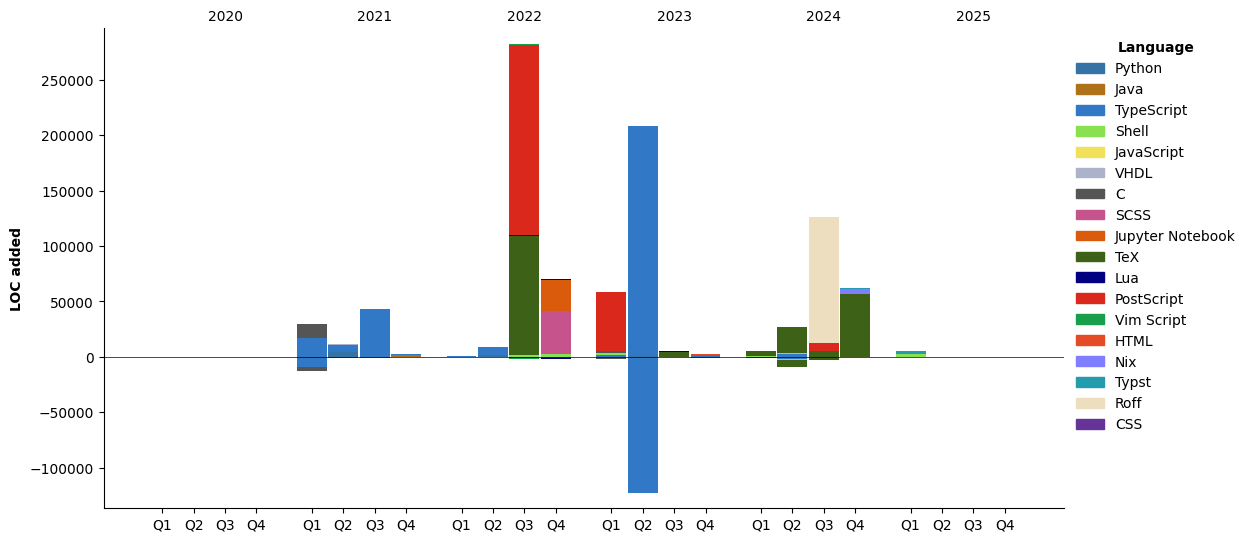 2020 2021 2022 2023 2024 2025
LOC added
250000
200000
150000
100000
50000
0
−50000
−100000
Q1 Q2 Q3 Q4 Q1 Q2 Q3 Q4 Q1 Q2 Q3 Q4 Q1 Q2 Q3 Q4 Q1 Q2 Q3 Q4 Q1 Q2 Q3 Q4
Language
Python
Java
TypeScript
Shell
JavaScript
VHDL
C
SCSS
Jupyter Notebook
TeX
Lua
PostScript
Vim Script
HTML
Nix
Typst
Roff
CSS